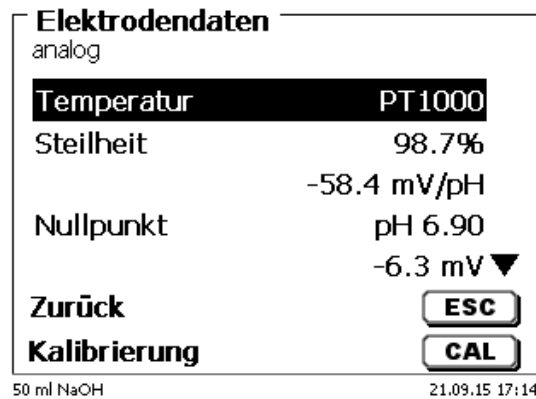 Elektrodendaten
analog
Temperatur PT1000
Steilheit 98.7%
-58.4 mV/pH
Nullpunkt pH 6.90
-6.3 mV
Zurück ESC
Kalibrierung CAL
50 ml NaOH 21.09.15 17:14